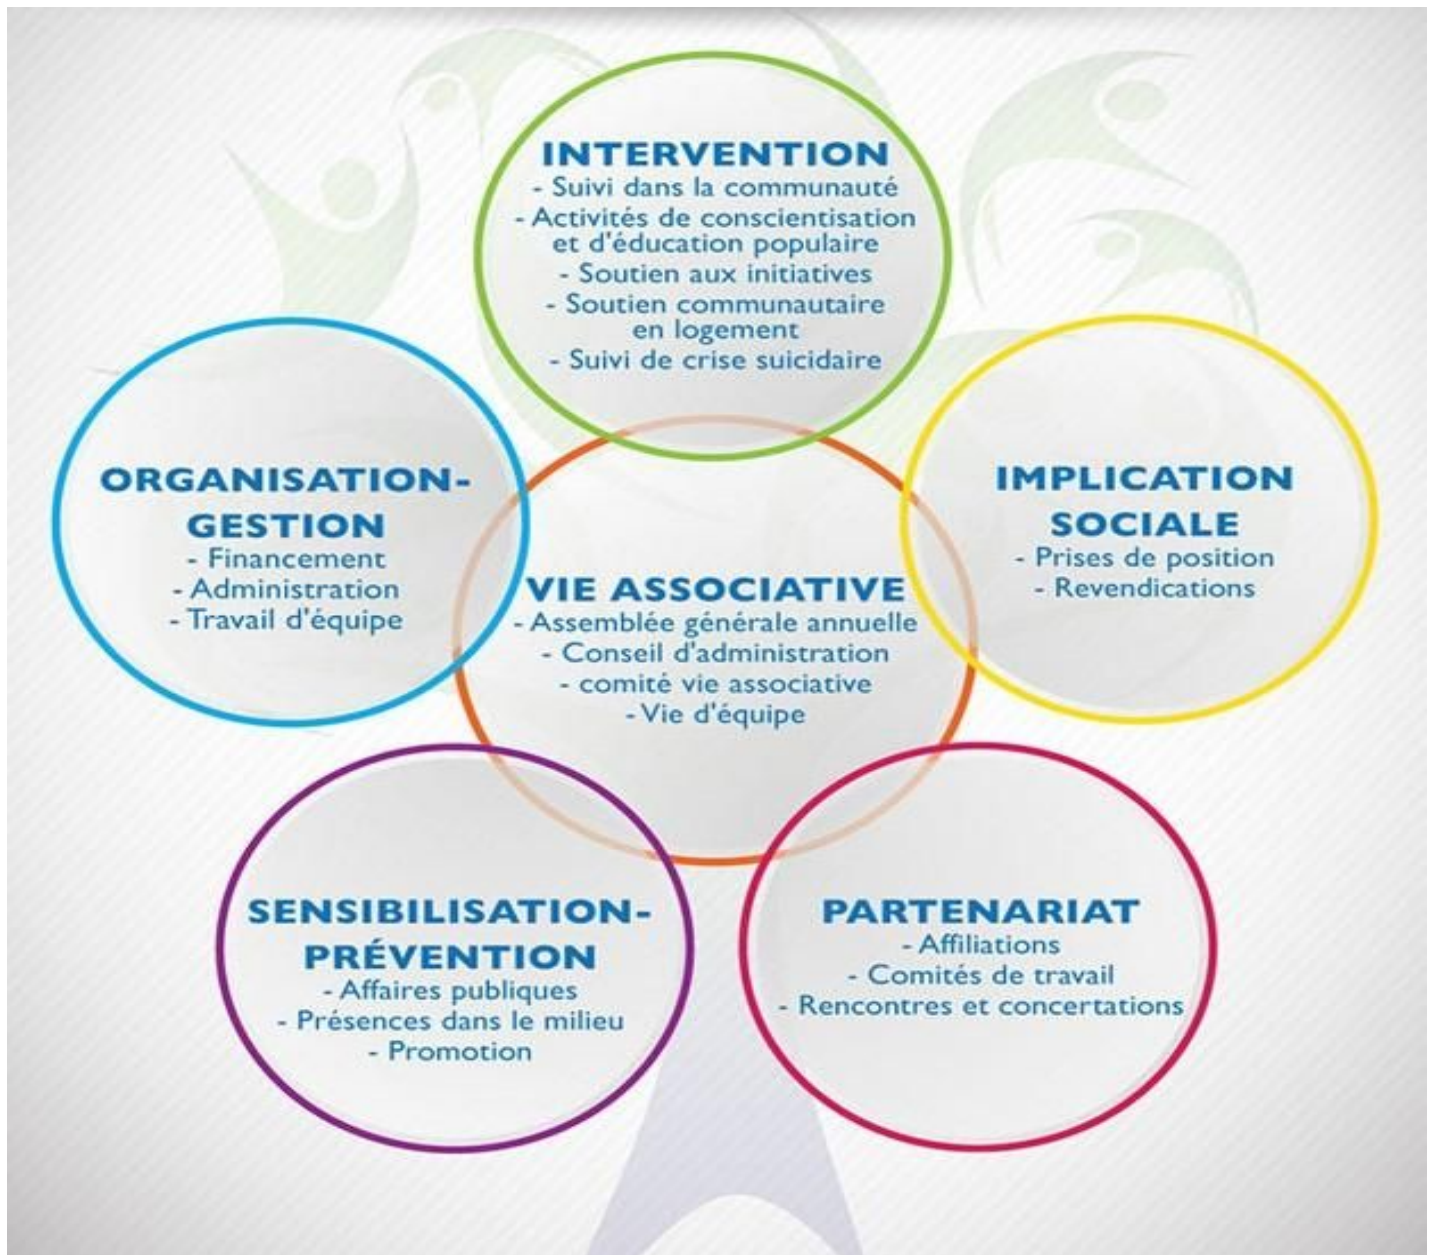 INTERVENTION
- Suivi dans la communauté
- Activités de conscientisation
et d'éducation populaire
- Soutien aux initiatives
- Soutien communautaire
en logement
- Suivi de crise suicidaire
ORGANISATION-
GESTION
- Financement
- Administration
- Travail d'équipe
IMPLICATION
SOCIALE
- Prises de position
- Revendications
VIE ASSOCIATIVE
- Assemblée générale annuelle
- Conseil d'administration
- comité vie associative
- Vie d'équipe
SENSIBILISATION-
PRÉVENTION
- Affaires publiques
- Présences dans le milieu
- Promotion
PARTENARIAT
- Affiliations
- Comités de travail
- Rencontres et concertations